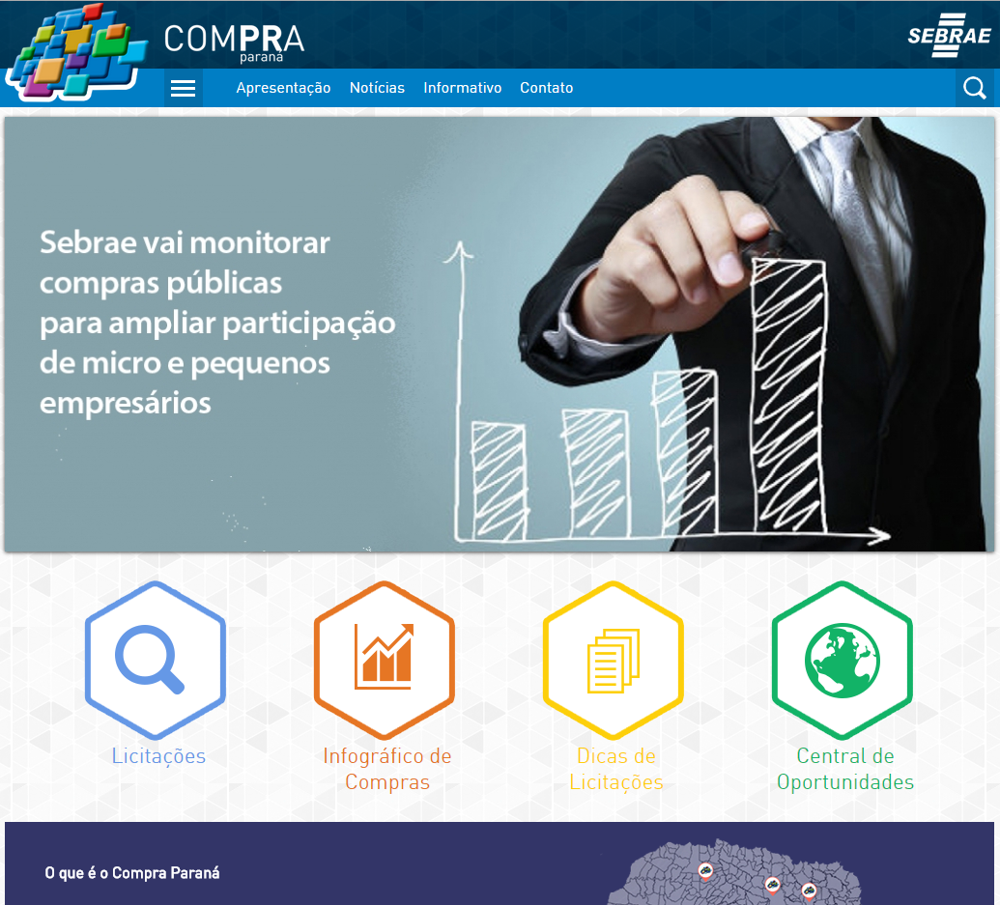 COMPRA
paraná
SEBRAE
Apresentação Notícias Informativo Contato
Sebrae vai monitorar
compras públicas
para ampliar participação
de micro e pequenos
empresários
Licitações
Infográfico de
Compras
Dicas de
Licitações
Central de
Oportunidades
O que é o Compra Paraná